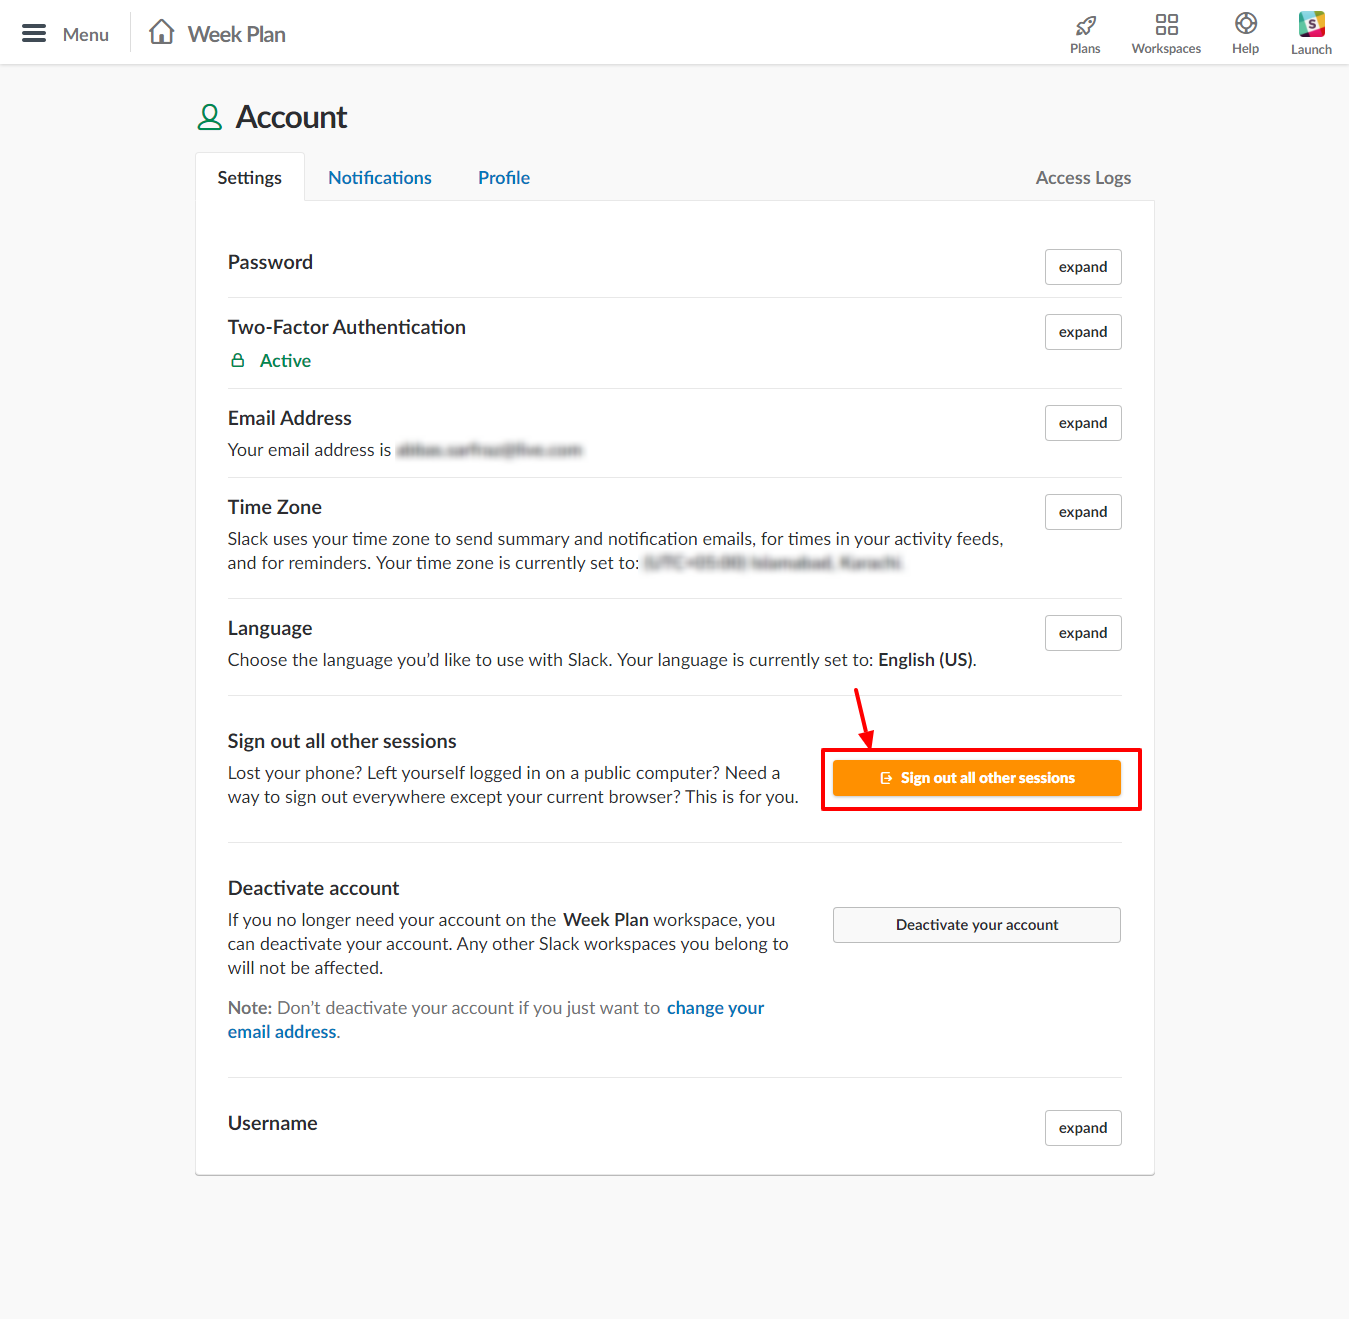 Menu
Week Plan
Plans
Workspaces
Help
Launch
Account
Settings
Notifications
Profile
Access Logs
Password
expand
Two-Factor Authentication
expand
Active
Email Address
expand
Your email address is
Time Zone
expand
Slack uses your time zone to send summary and notification emails, for times in your activity feeds,
and for reminders. Your time zone is currently set to:
Language
expand
Choose the language you’d like to use with Slack. Your language is currently set to: English (US).
Sign out all other sessions
Lost your phone? Left yourself logged in on a public computer? Need a
way to sign out everywhere except your current browser? This is for you.
Sign out all other sessions
Deactivate account
If you no longer need your account on the Week Plan workspace, you
can deactivate your account. Any other Slack workspaces you belong to
will not be affected.
Deactivate your account
Note: Don’t deactivate your account if you just want to change your
email address.
Username
expand